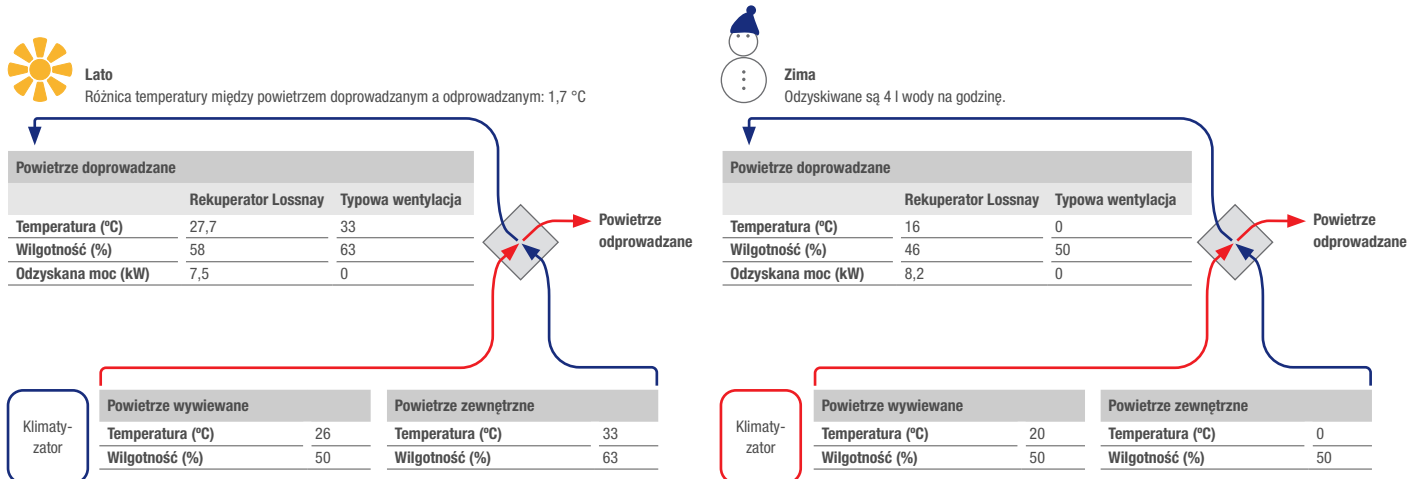 Lato
Różnica temperatury między powietrzem doprowadzanym a odprowadzanym: 1,7 °C
Powietrze doprowadzane
Rekuperator Lossnay Typowa wentylacja
Temperatura (ºC) 27,7 33
Wilgotność (%) 58 63
Odzyskana moc (kW) 7,5 0
Powietrze
odprowadzane
Klimaty-
zator
Powietrze wywiewane
Temperatura (ºC) 26
Wilgotność (%) 50
Powietrze zewnętrzne
Temperatura (ºC) 33
Wilgotność (%) 63
Zima
Odzyskiwane są 4 l wody na godzinę.
Powietrze doprowadzane
Rekuperator Lossnay Typowa wentylacja
Temperatura (ºC) 16 0
Wilgotność (%) 46 50
Odzyskana moc (kW) 8,2 0
Powietrze
odprowadzane
Klimaty-
zator
Powietrze wywiewane
Temperatura (ºC) 20
Wilgotność (%) 50
Powietrze zewnętrzne
Temperatura (ºC) 0
Wilgotność (%) 50